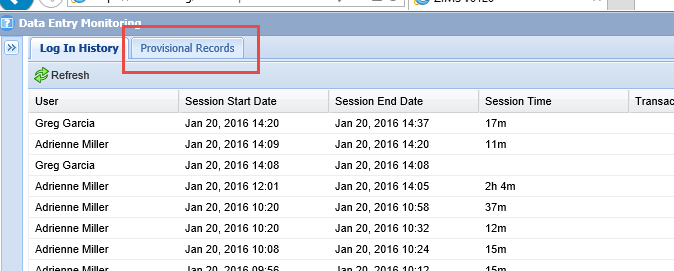 Data Entry Monitoring
Log In History Provisional Records
Refresh
User Session Start Date Session End Date Session Time
Greg Garcia Jan 20, 2016 14:20 Jan 20, 2016 14:37 17m
Adrienne Miller Jan 20, 2016 14:09 Jan 20, 2016 14:20 11m
Greg Garcia Jan 20, 2016 14:08 Jan 20, 2016 14:08
Adrienne Miller Jan 20, 2016 12:01 Jan 20, 2016 14:05 2h 4m
Adrienne Miller Jan 20, 2016 10:20 Jan 20, 2016 10:58 37m
Adrienne Miller Jan 20, 2016 10:20 Jan 20, 2016 10:32 12m
Adrienne Miller Jan 20, 2016 10:08 Jan 20, 2016 10:24 15m
Adrienne Miller Jan 20, 2016 09:56 Jan 20, 2016 10:12 15m